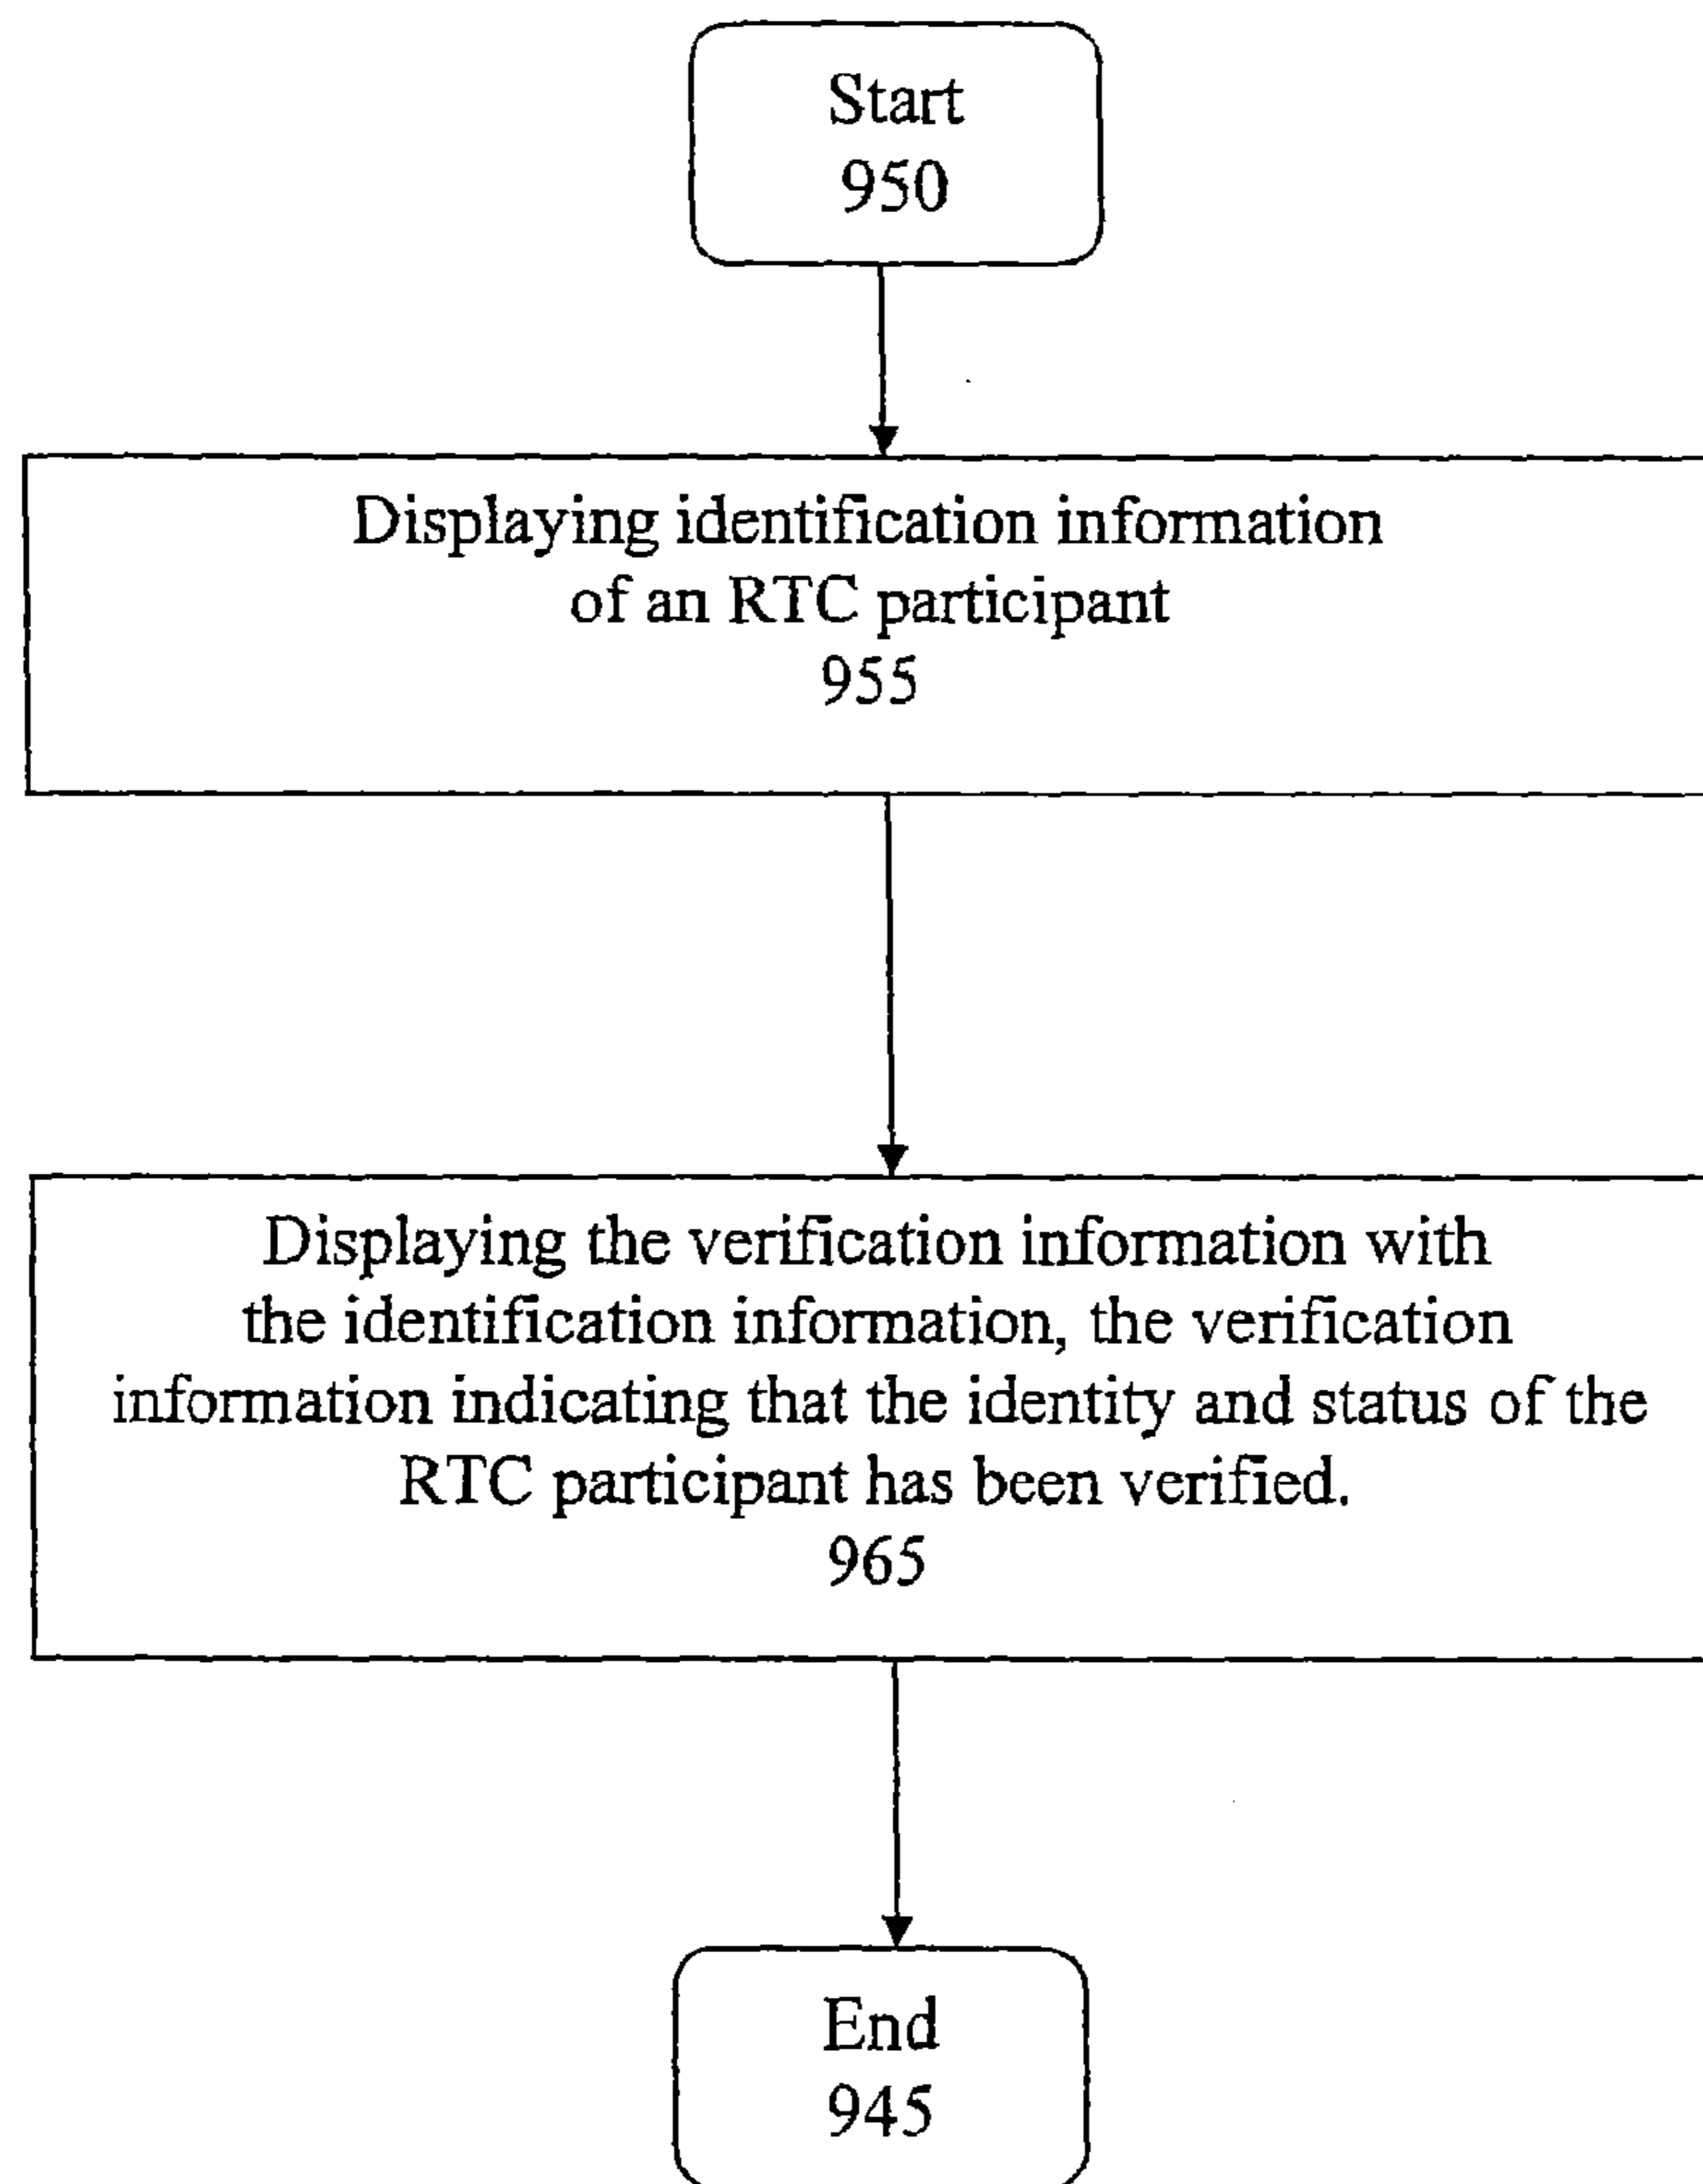 Start
950
Displaying identification information
of an RTC participant
955
Displaying the verification information with
the identification information, the verification
information indicating that the identity and status of the
RTC participant has been verified.
965
End
945